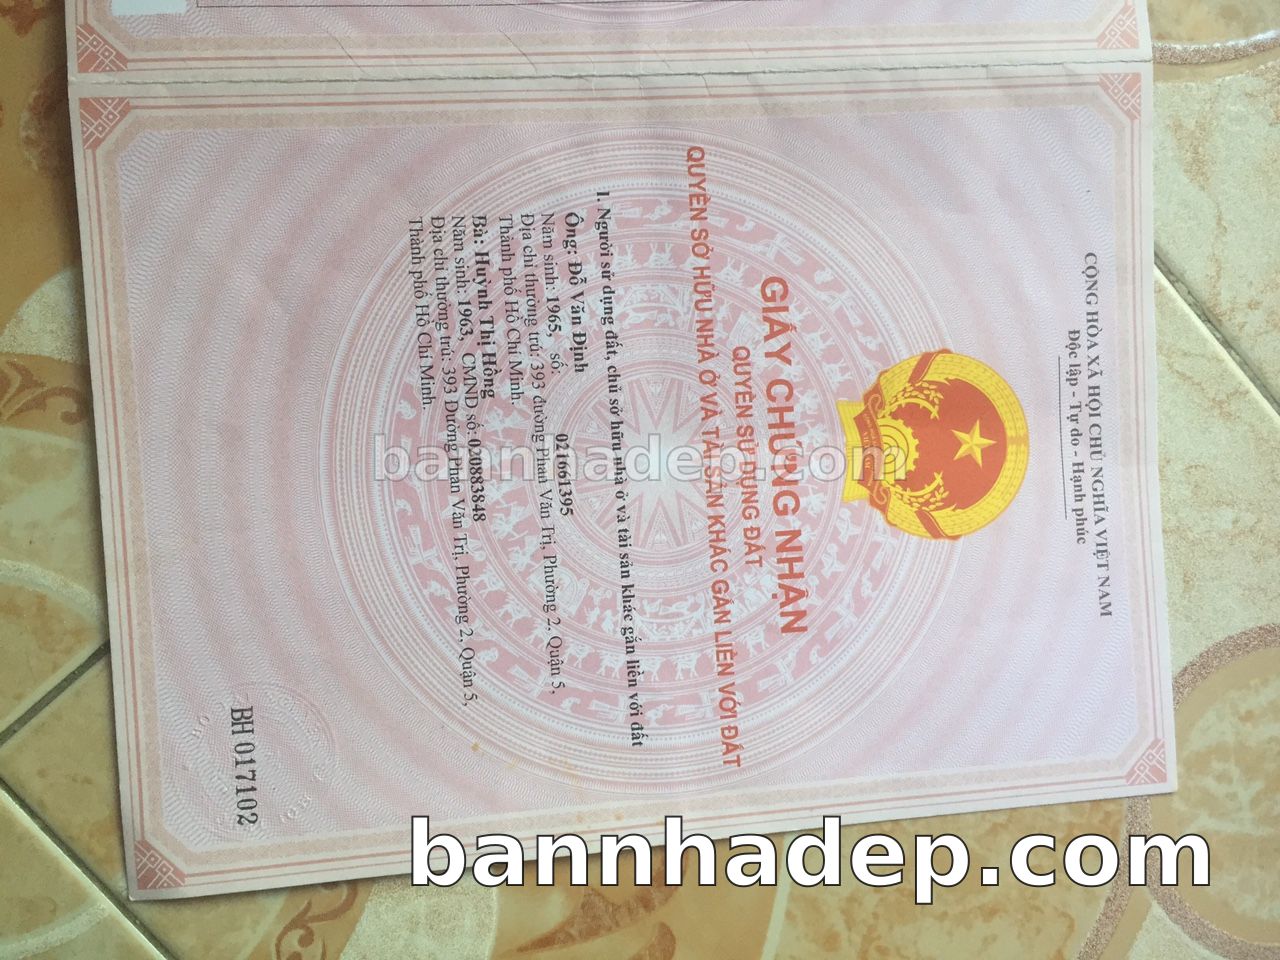 CỘNG HÒA XÃ HỘI CHỦ NGHĨA VIỆT NAM
Độc lập - Tự do - Hạnh phúc
GIẤY CHỨNG NHẬN
QUYỀN SỬ DỤNG ĐẤT
QUYỀN SỞ HỮU NHÀ Ở VÀ TÀI SẢN KHÁC GẮN LIỀN VỚI ĐẤT
I. Người sử dụng đất, chủ sở hữu nhà ở và tài sản khác gắn liền với đất
Ông: Đỗ Văn Định
Năm sinh: 1965, số: 021661395
Địa chỉ thường trú: 393 đường Phan Văn Trị, Phường 2, Quận 5,
Thành phố Hồ Chí Minh.
Bà: Huỳnh Thị Hồng
Năm sinh: 1963, CMND số: 020883848
Địa chỉ thường trú: 393 Đường Phan Văn Trị, Phường 2, Quận 5,
Thành phố Hồ Chí Minh.
BH 017102
bannhadep.com
bannhadep.com